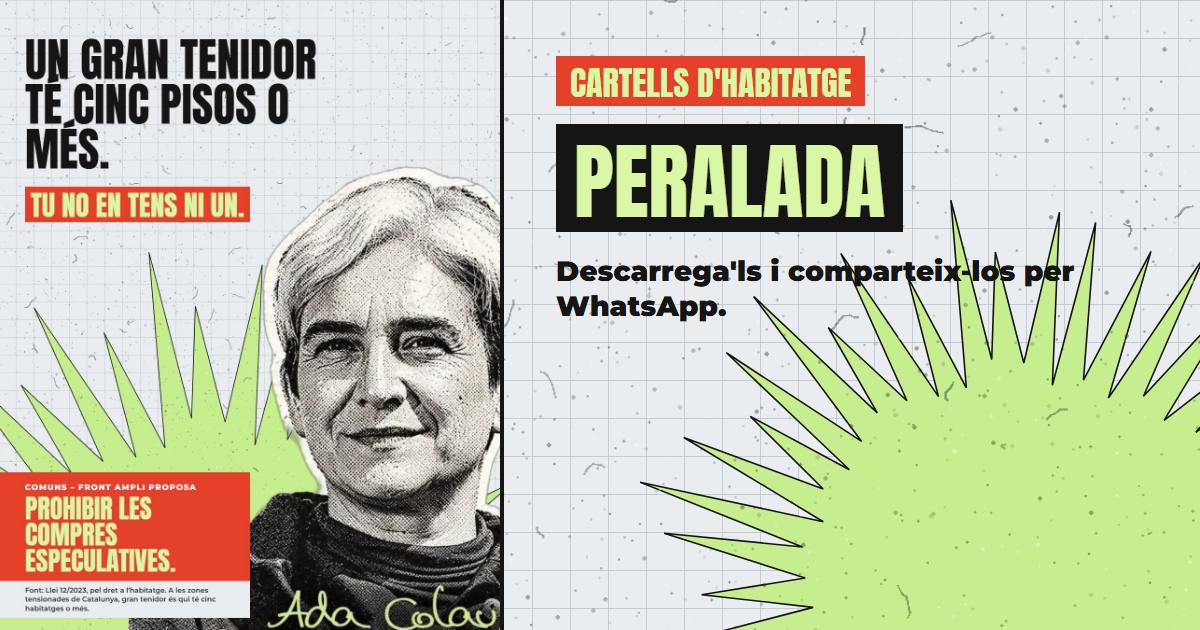 UN GRAN TENIDOR
TÉ CINC PISOS O
MÉS.
TU NO EN TENS NI UN.
COMUNS – FRONT AMPLI PROPOSA
PROHIBIR LES
COMPRES
ESPECULATIVES.
Font: Llei 12/2023, pel dret a l'habitatge. A les zones
tensionades de Catalunya, gran tenidor és qui té cinc
habitatges o més.
Ada Colau
CARTELLS D'HABITATGE
PERALADA
Descarrega'ls i comparteix-los per
WhatsApp.